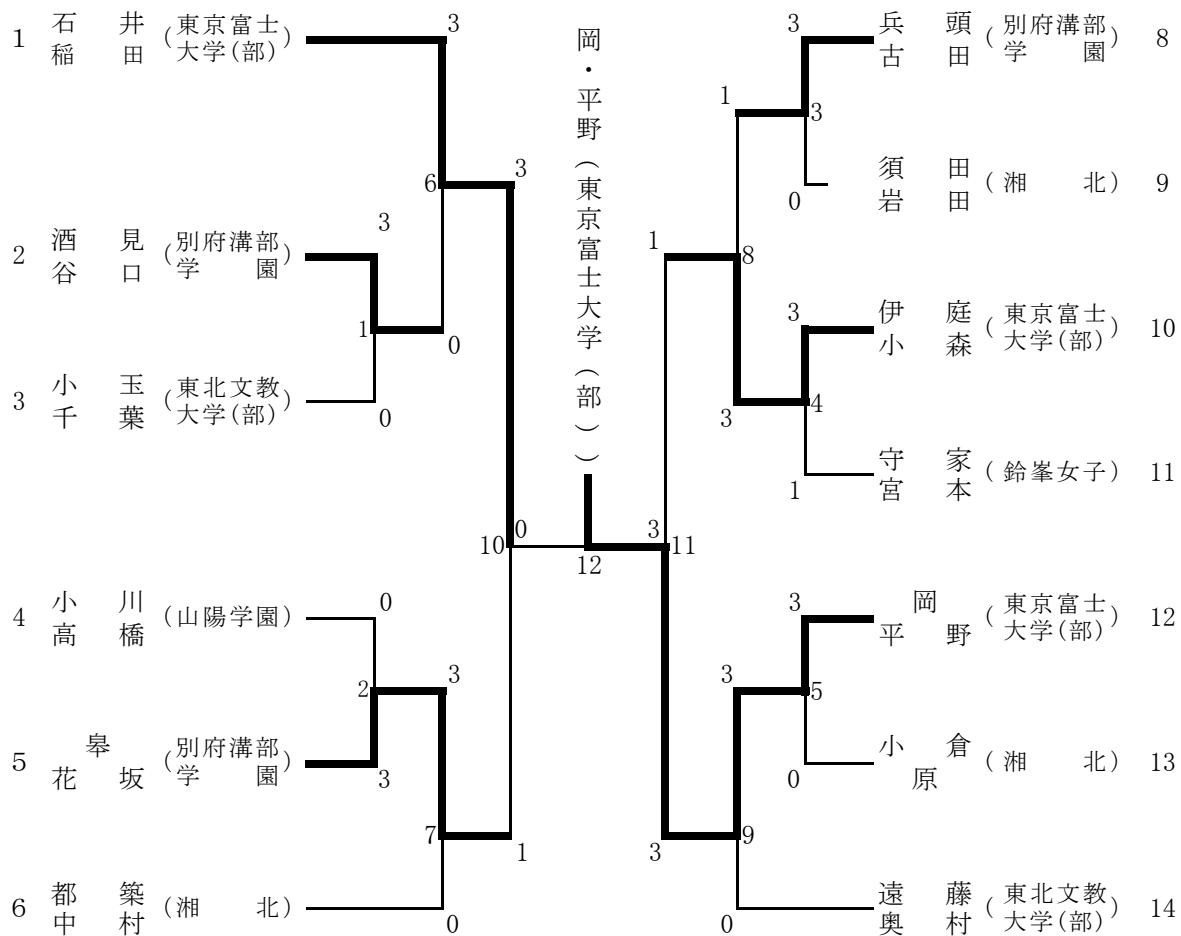 1 石井 稲田 (東京富士大学(部))
3
6
3
2 酒見 谷口 (別府溝部学園)
3
1
0
3 小玉 千葉 (東北文教大学(部))
0
10
0
4 小川 高橋 (山陽学園)
0
2
3
5 皋 花坂 (別府溝部学園)
3
7
1
6 都築 中村 (湘北)
0
岡・平野(東京富士大学(部))
12
3
兵頭 古田 (別府溝部学園) 8
1
3
須田 岩田 (湘北) 9
0
1
8
3
伊庭 小森 (東京富士大学(部)) 10
3
4
守家 宮本 (鈴峯女子) 11
1
3
11
3
岡 平野 (東京富士大学(部)) 12
3
5
小倉 原 (湘北) 13
0
3
9
遠藤 奥村 (東北文教大学(部)) 14
0